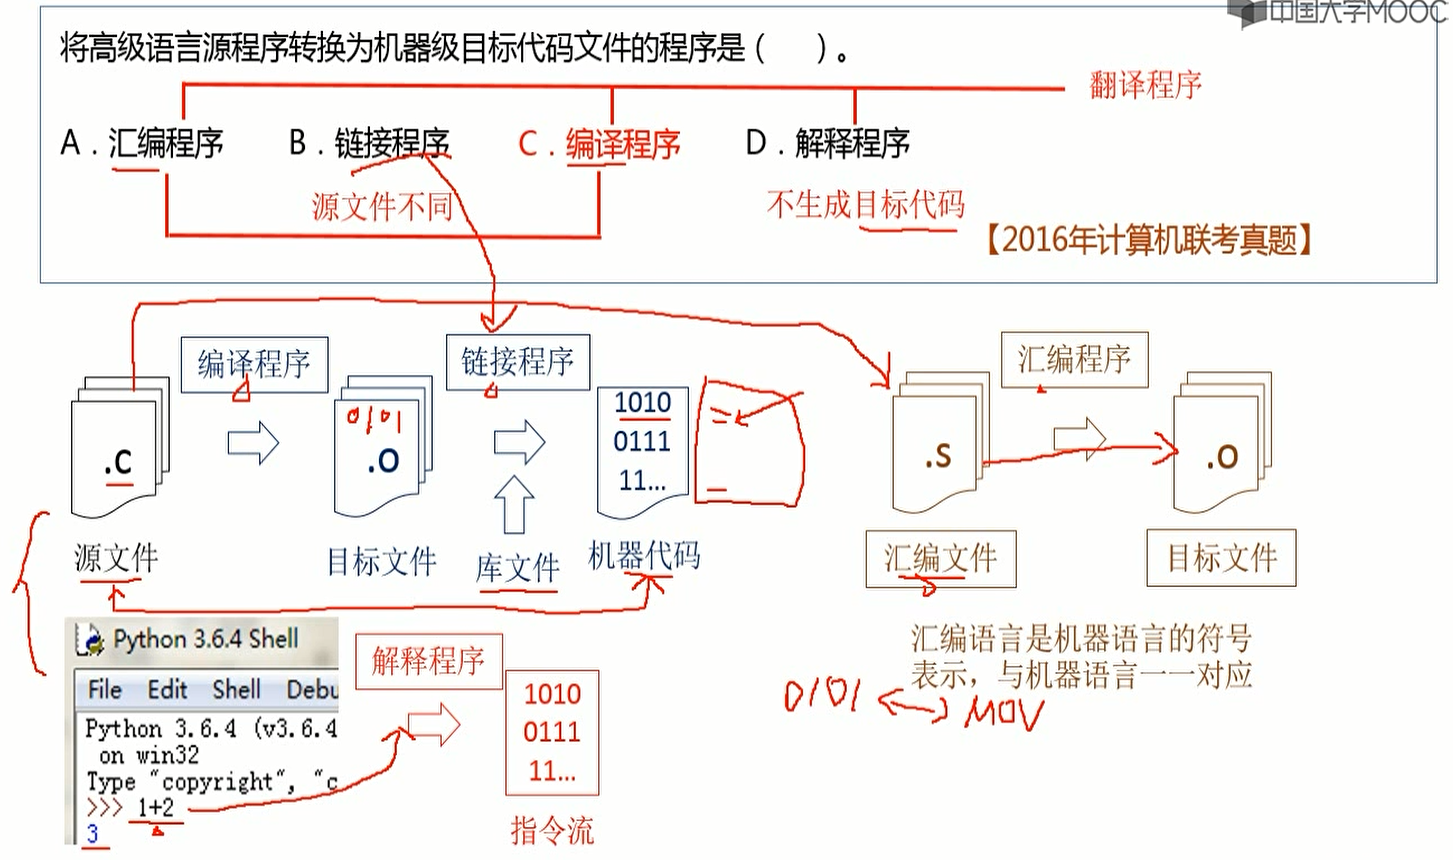 中国大学MOOC
将高级语言源程序转换为机器级目标代码文件的程序是（ ）。
翻译程序
A．汇编程序 B．链接程序 C．编译程序 D．解释程序
源文件不同 不生成目标代码
【2016年计算机联考真题】
编译程序 链接程序 汇编程序
1010
0111
11...
0101
.c .o .s .o
源文件 目标文件 库文件 机器代码 汇编文件 目标文件
Python 3.6.4 Shell
File Edit Shell Debu
Python 3.6.4 (v3.6.4
on win32
Type "copyright", "c
>>> 1+2
3
解释程序
1010
0111
11...
指令流
汇编语言是机器语言的符号
表示，与机器语言一一对应
0101 MOV